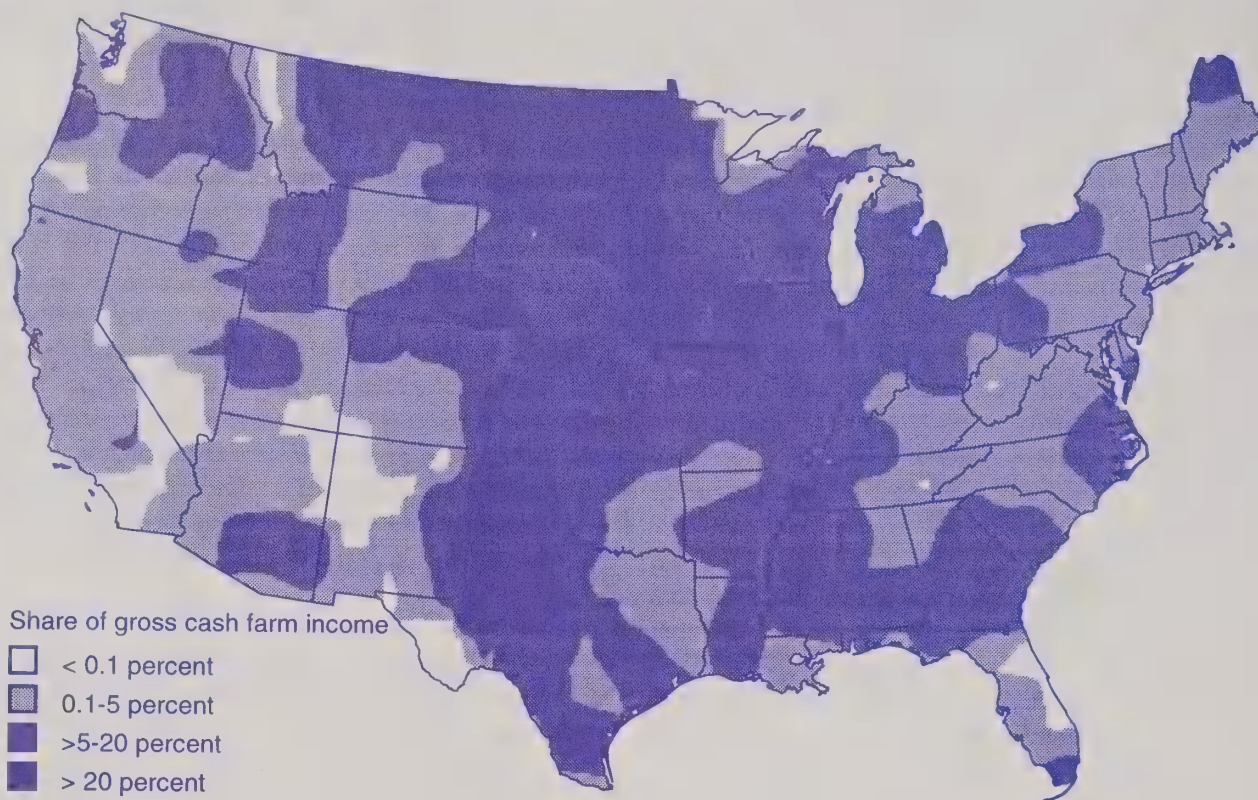 Share of gross cash farm income
< 0.1 percent
0.1-5 percent
>5-20 percent
> 20 percent